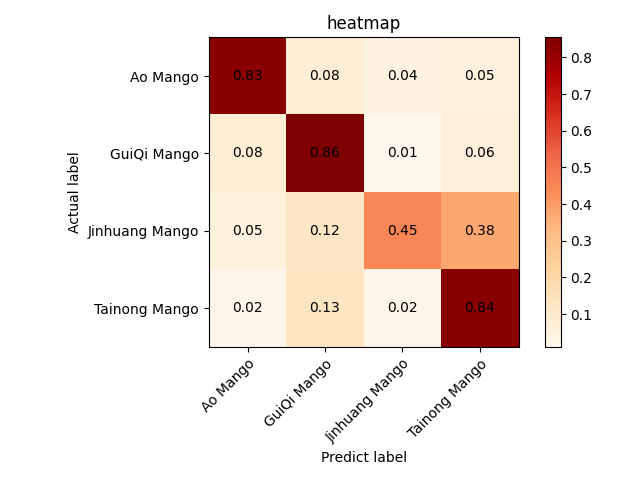 heatmap
Ao Mango 0.83 0.08 0.04 0.05
GuiQi Mango 0.08 0.86 0.01 0.06
Jinhuang Mango 0.05 0.12 0.45 0.38
Tainong Mango 0.02 0.13 0.02 0.84
Actual label
Ao Mango
GuiQi Mango
Jinhuang Mango
Tainong Mango
Predict label
0.8
0.7
0.6
0.5
0.4
0.3
0.2
0.1